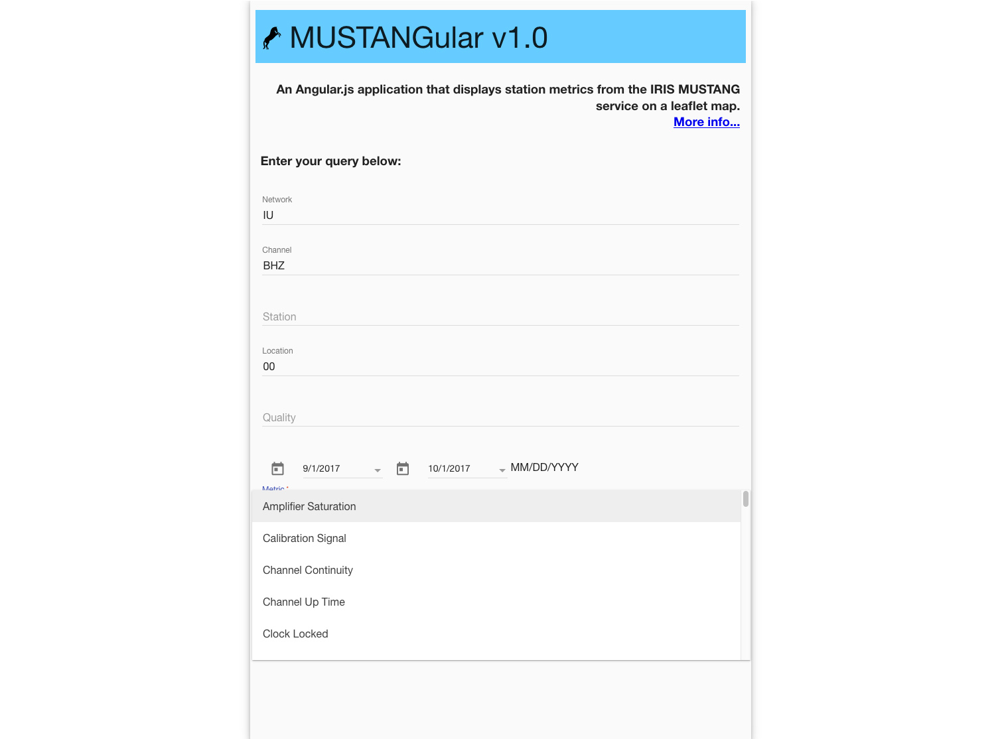 MUSTANGular v1.0
An Angular.js application that displays station metrics from the IRIS MUSTANG
service on a leaflet map.
More info...
Enter your query below:
Network
IU
Channel
BHZ
Station
Location
00
Quality
9/1/2017 10/1/2017 MM/DD/YYYY
Metric *
Amplifier Saturation
Calibration Signal
Channel Continuity
Channel Up Time
Clock Locked